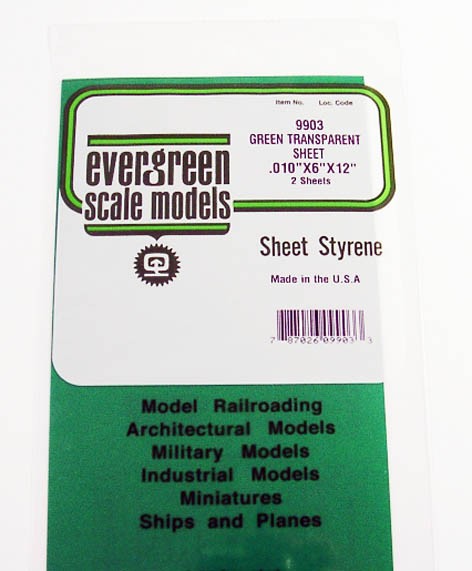 Item No. Loc. Code
9903
GREEN TRANSPARENT
SHEET
.010"X6"X12"
2 Sheets
evergreen
scale models
Sheet Styrene
Made in the U.S.A
7 87026 09903 3
Model Railroading
Architectural Models
Military Models
Industrial Models
Miniatures
Ships and Planes